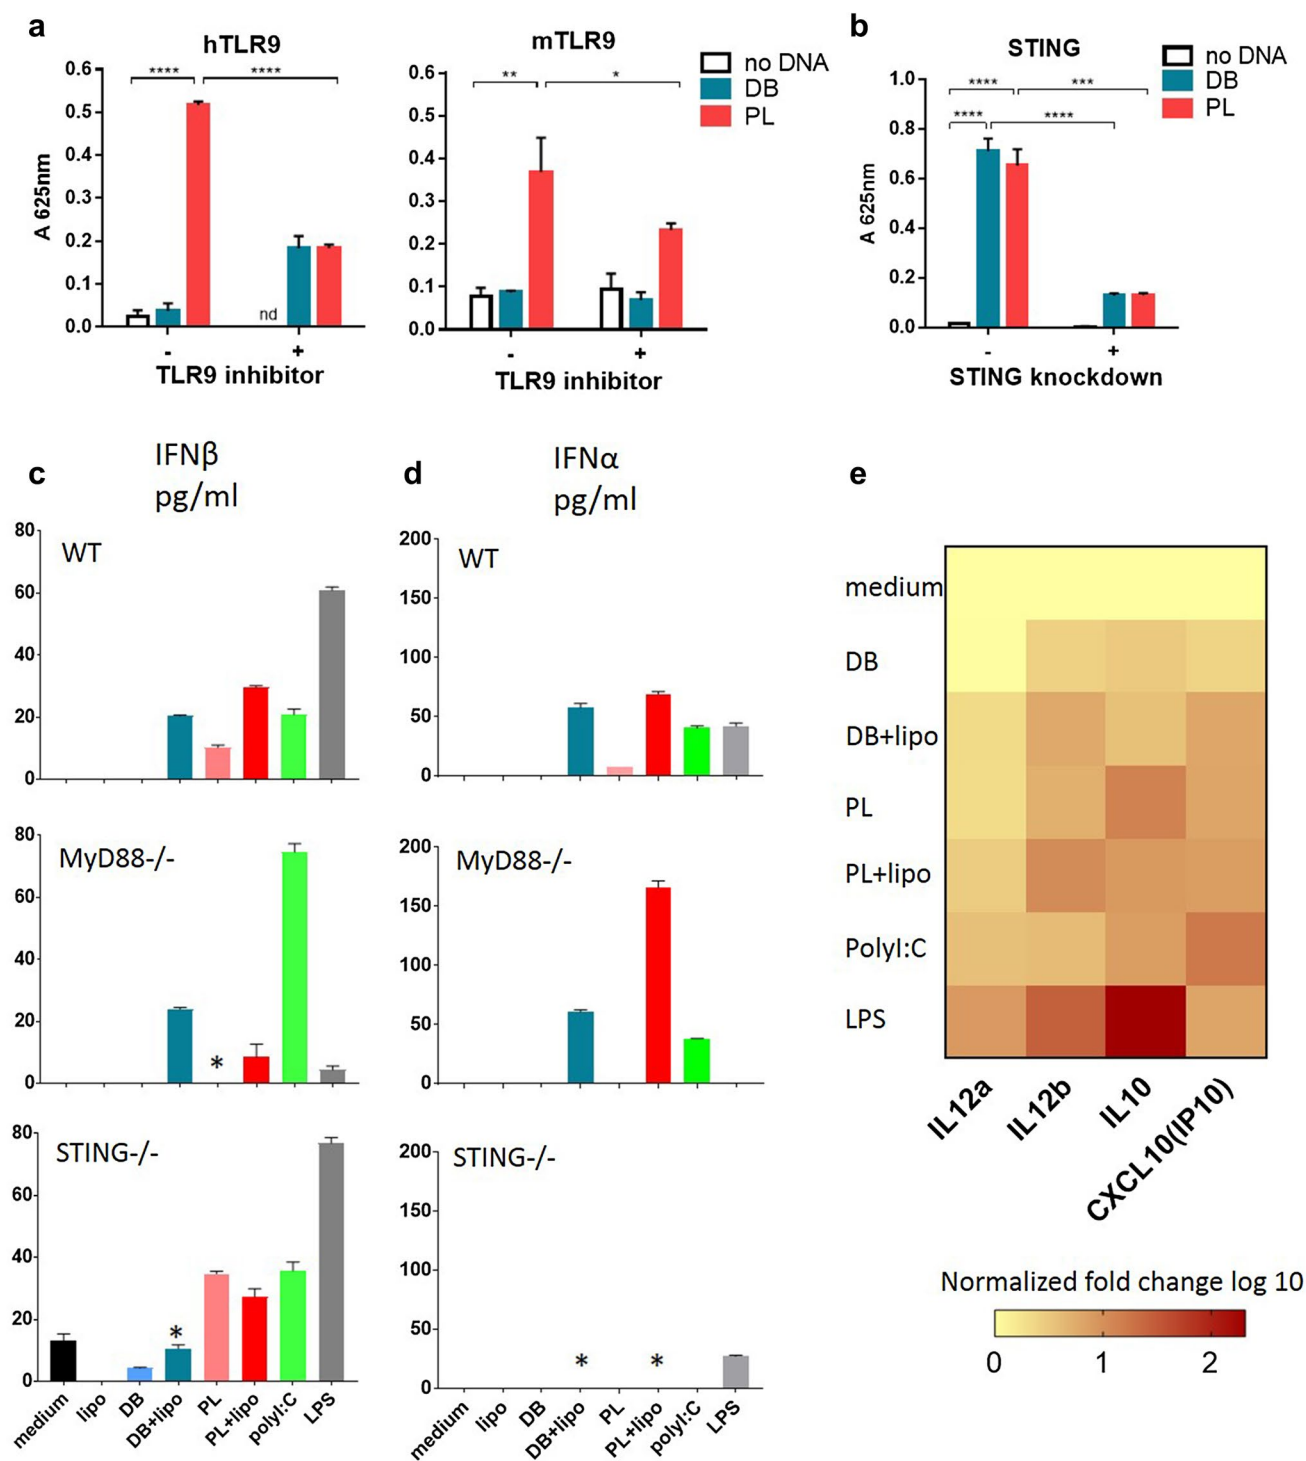 a
hTLR9
0.6
0.5
0.4
0.3
0.2
0.1
0.0
A 625nm
**** ****
nd
- +
TLR9 inhibitor
mTLR9
0.6
0.5
0.4
0.3
0.2
0.1
0.0
** *
- +
TLR9 inhibitor
no DNA
DB
PL
b
STING
1.0
0.8
0.6
0.4
0.2
0.0
A 625nm
**** ***
**** ****
- +
STING knockdown
no DNA
DB
PL
c
IFNβ
pg/ml
80
60
40
20
0
WT
80
60
40
20
0
MyD88-/-
*
80
60
40
20
0
STING-/-
*
medium
lipo
DB
DB+lipo
PL
PL+lipo
polyI:C
LPS
d
IFNα
pg/ml
200
150
100
50
0
WT
200
150
100
50
0
MyD88-/-
200
150
100
50
0
STING-/-
* *
medium
lipo
DB
DB+lipo
PL
PL+lipo
polyI:C
LPS
e
medium
DB
DB+lipo
PL
PL+lipo
PolyI:C
LPS
IL12a
IL12b
IL10
CXCL10(IP10)
Normalized fold change log 10
0 1 2